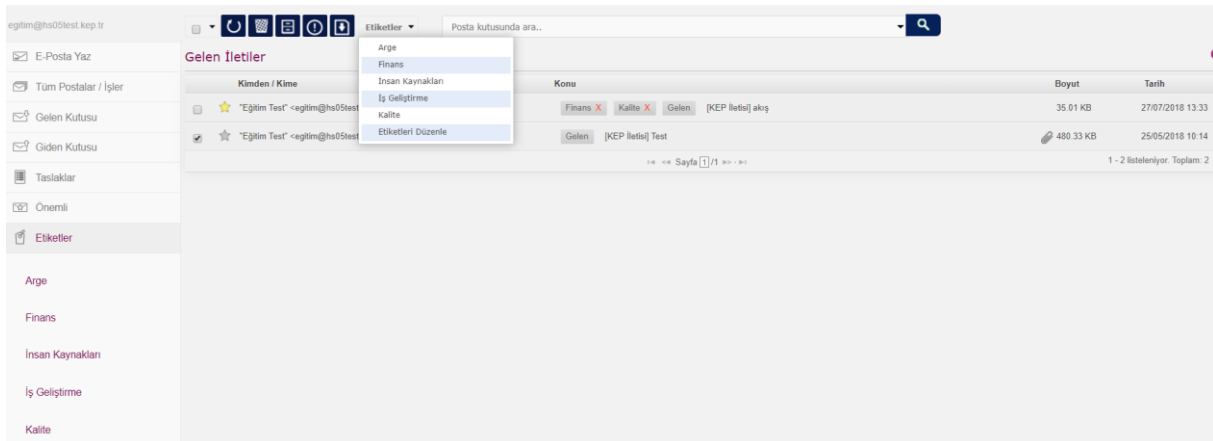 egitim@hs05test.kep.tr
Etiketler
Posta kutusunda ara..
E-Posta Yaz
Tüm Postalar / İşler
Gelen Kutusu
Giden Kutusu
Taslaklar
Önemli
Etiketler
Arge
Finans
İnsan Kaynakları
İş Geliştirme
Kalite
Arge
Finans
İnsan Kaynakları
İş Geliştirme
Kalite
Etiketleri Düzenle
Gelen İletiler
Kimden / Kime Konu Boyut Tarih
"Eğitim Test" <egitim@hs05test Finans X Kalite X Gelen [KEP İletisi] akış 35.01 KB 27/07/2018 13:33
"Eğitim Test" <egitim@hs05test Gelen [KEP İletisi] Test 480.33 KB 25/05/2018 10:14
Sayfa 1 /1
1 - 2 listeleniyor. Toplam: 2